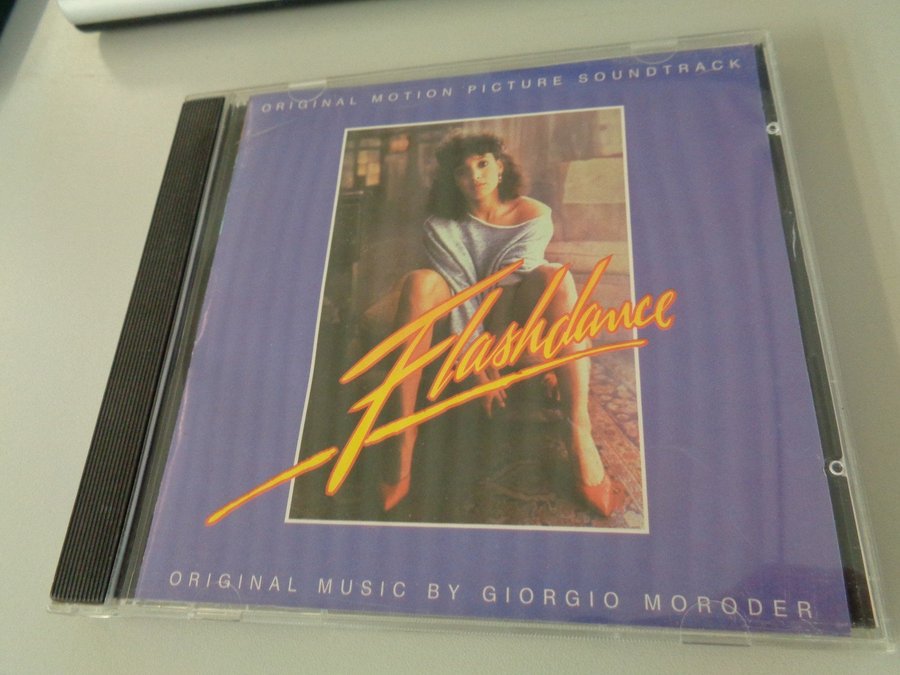 ORIGINAL MOTION PICTURE SOUNDTRACK
Flashdance
ORIGINAL MUSIC BY GIORGIO MORODER